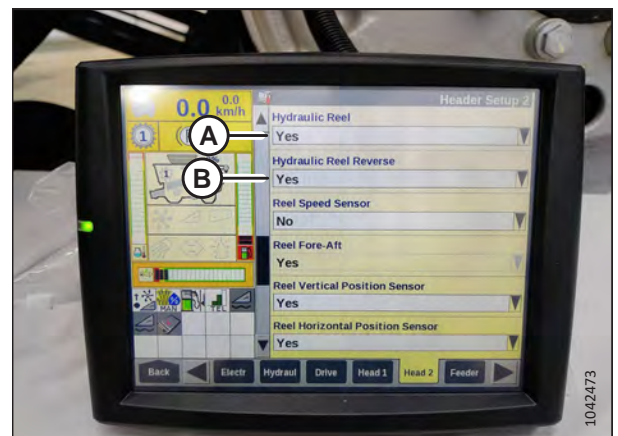 0.0 0.0 km/h
Header Setup 2
1
Hydraulic Reel
A
Yes
Hydraulic Reel Reverse
B
1
Yes
Reel Speed Sensor
No
Reel Fore-Aft
Yes
Reel Vertical Position Sensor
Yes
MAN
TEC
Reel Horizontal Position Sensor
Yes
Back Electr Hydraul Drive Head 1 Head 2 Feeder
1042473